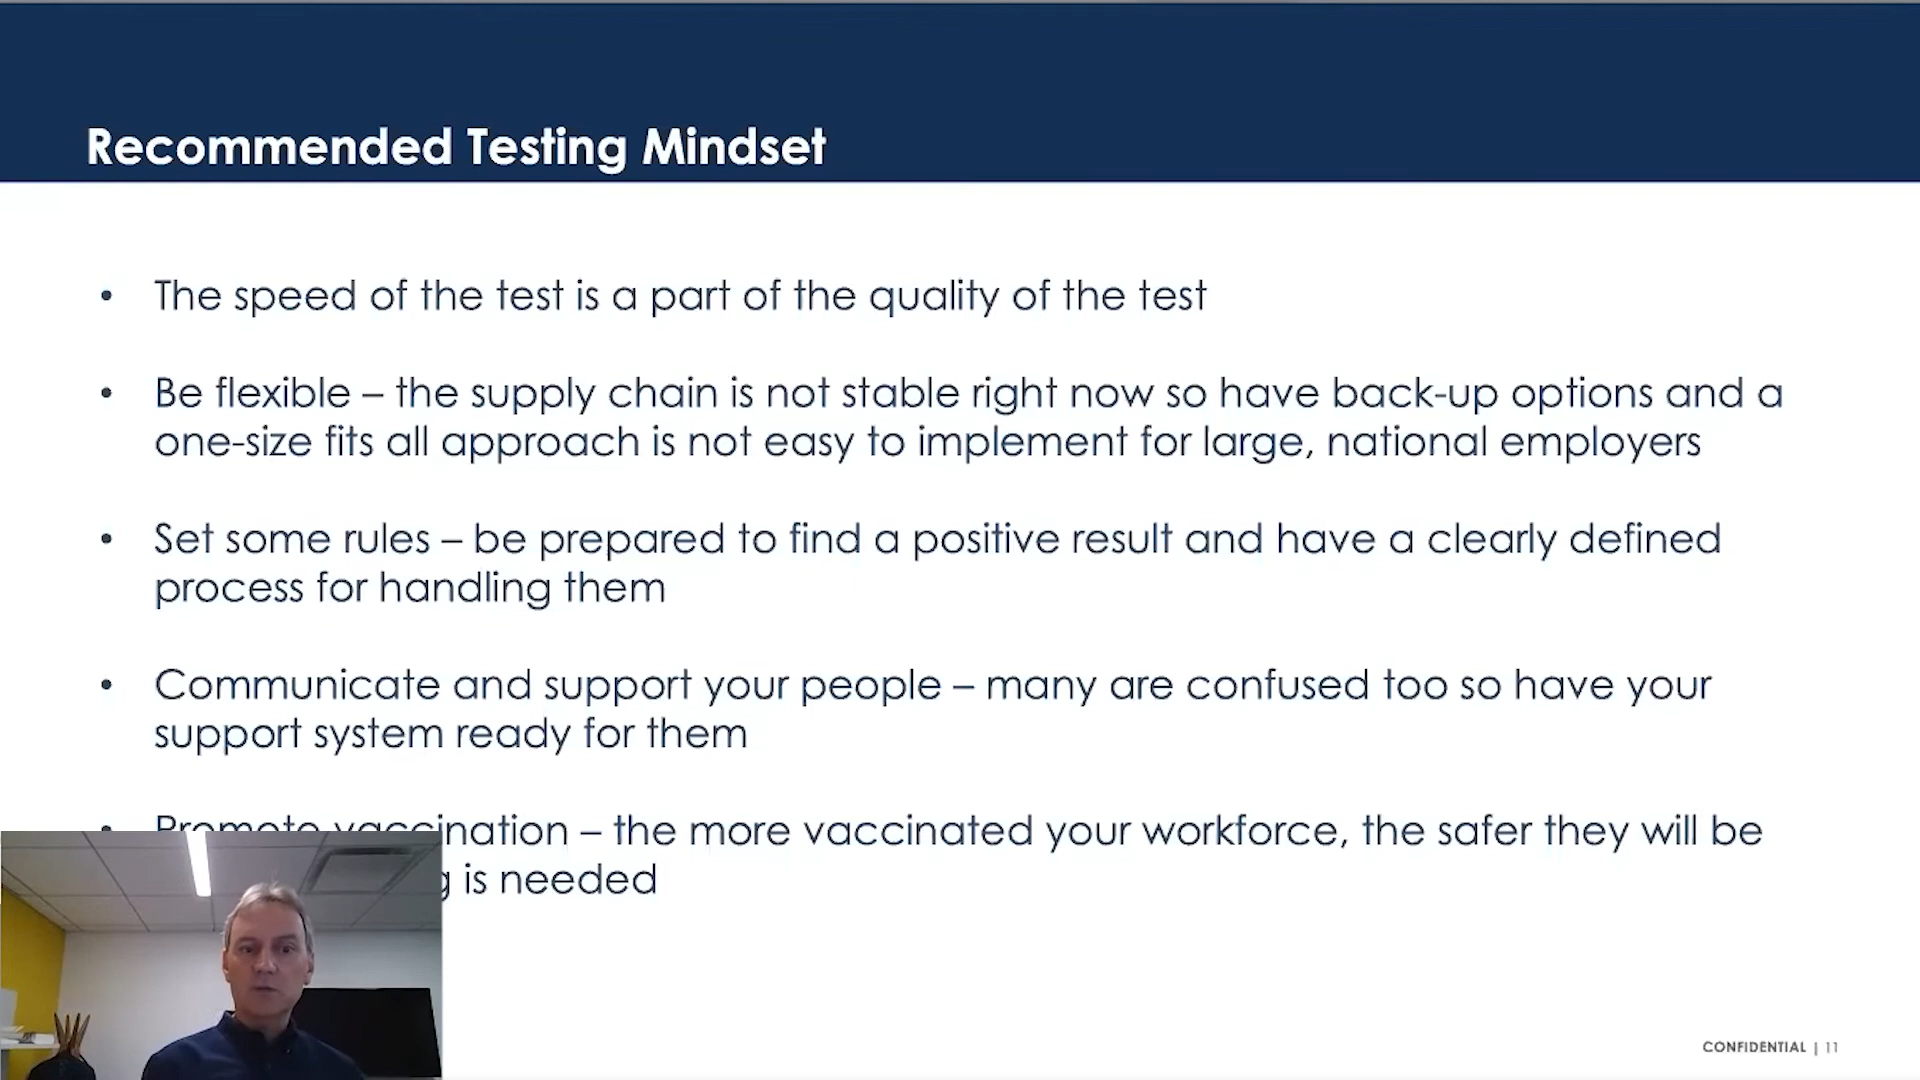 Recommended Testing Mindset
• The speed of the test is a part of the quality of the test
• Be flexible – the supply chain is not stable right now so have back-up options and a
one-size fits all approach is not easy to implement for large, national employers
• Set some rules – be prepared to find a positive result and have a clearly defined
process for handling them
• Communicate and support your people – many are confused too so have your
support system ready for them
• Promote vaccination – the more vaccinated your workforce, the safer they will be
is needed
CONFIDENTIAL | 11